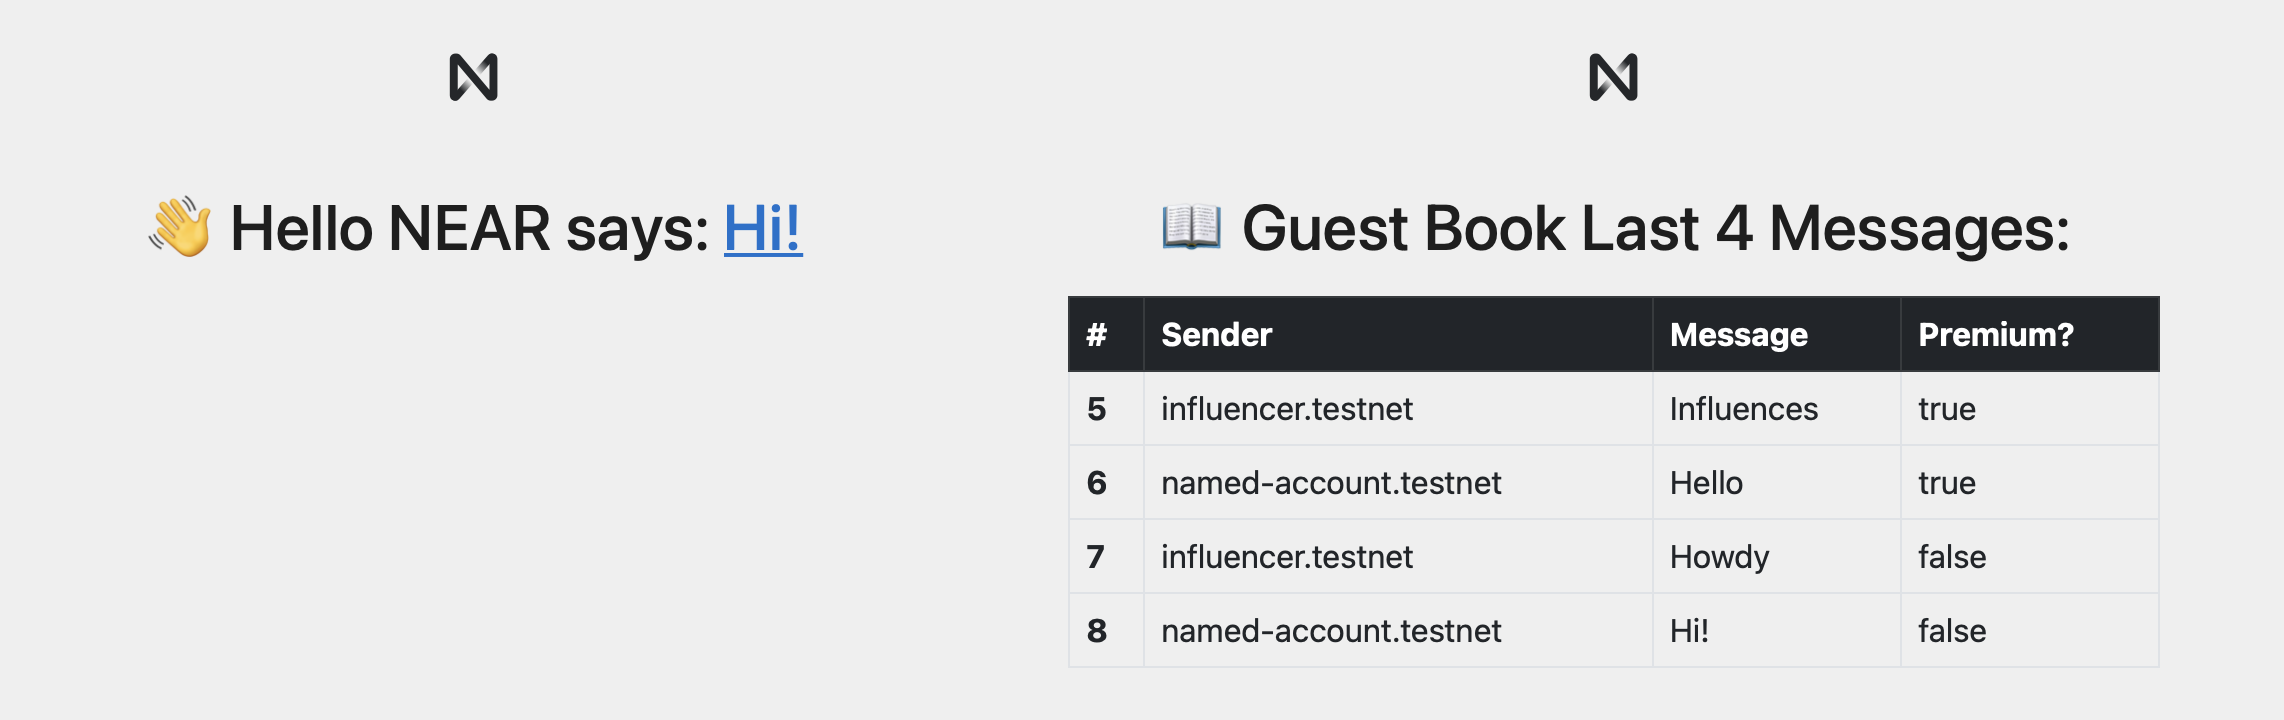 👋 Hello NEAR says: Hi!
📖 Guest Book Last 4 Messages:
# Sender Message Premium?
5 influencer.testnet Influences true
6 named-account.testnet Hello true
7 influencer.testnet Howdy false
8 named-account.testnet Hi! false